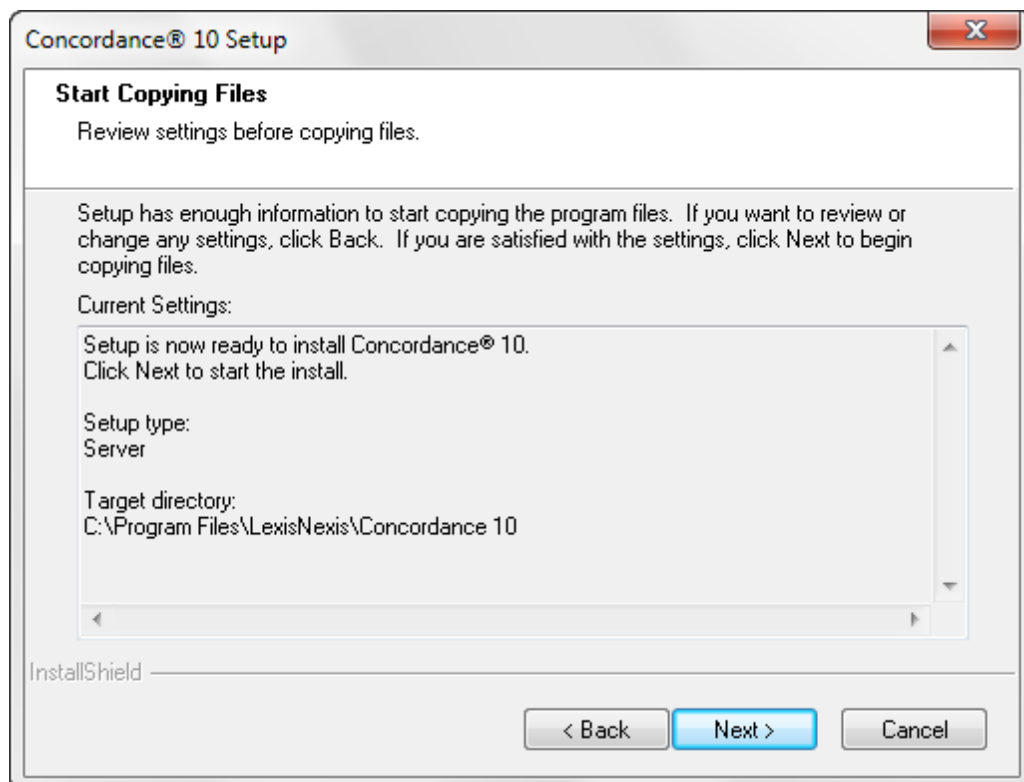 Concordance® 10 Setup
Start Copying Files
Review settings before copying files.
Setup has enough information to start copying the program files.  If you want to review or
change any settings, click Back.  If you are satisfied with the settings, click Next to begin
copying files.
Current Settings:
Setup is now ready to install Concordance® 10.
Click Next to start the install.
Setup type:
Server
Target directory:
C:\Program Files\LexisNexis\Concordance 10
InstallShield
< Back
Next >
Cancel